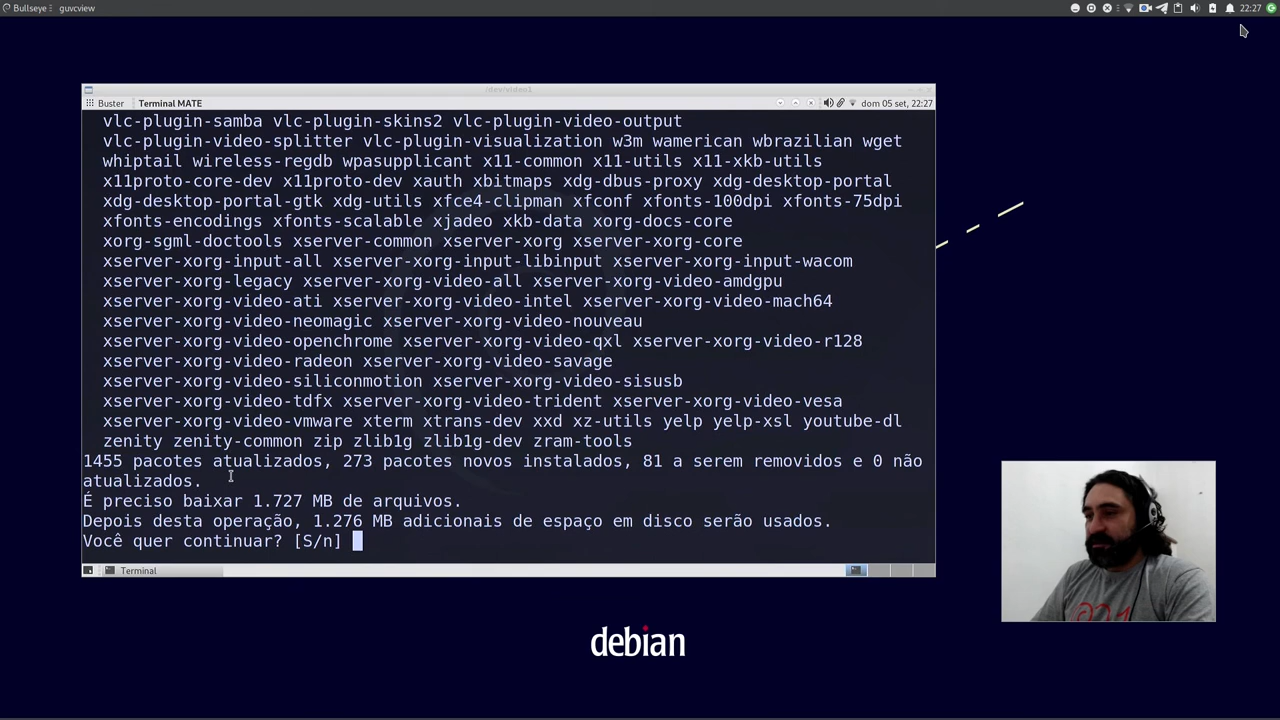 Bullseye guvcview 22:27
/dev/video1
Buster Terminal MATE dom 05 set, 22:27
vlc-plugin-samba vlc-plugin-skins2 vlc-plugin-video-output
vlc-plugin-video-splitter vlc-plugin-visualization w3m wamerican wbrazilian wget
whiptail wireless-regdb wpasupplicant x11-common x11-utils x11-xkb-utils
x11proto-core-dev x11proto-dev xauth xbitmaps xdg-dbus-proxy xdg-desktop-portal
xdg-desktop-portal-gtk xdg-utils xfce4-clipman xfconf xfonts-100dpi xfonts-75dpi
xfonts-encodings xfonts-scalable xjadeo xkb-data xorg-docs-core
xorg-sgml-doctools xserver-common xserver-xorg xserver-xorg-core
xserver-xorg-input-all xserver-xorg-input-libinput xserver-xorg-input-wacom
xserver-xorg-legacy xserver-xorg-video-all xserver-xorg-video-amdgpu
xserver-xorg-video-ati xserver-xorg-video-intel xserver-xorg-video-mach64
xserver-xorg-video-neomagic xserver-xorg-video-nouveau
xserver-xorg-video-openchrome xserver-xorg-video-qxl xserver-xorg-video-r128
xserver-xorg-video-radeon xserver-xorg-video-savage
xserver-xorg-video-siliconmotion xserver-xorg-video-sisusb
xserver-xorg-video-tdfx xserver-xorg-video-trident xserver-xorg-video-vesa
xserver-xorg-video-vmware xterm xtrans-dev xxd xz-utils yelp yelp-xsl youtube-dl
zenity zenity-common zip zlib1g zlib1g-dev zram-tools
1455 pacotes atualizados, 273 pacotes novos instalados, 81 a serem removidos e 0 não
atualizados.
É preciso baixar 1.727 MB de arquivos.
Depois desta operação, 1.276 MB adicionais de espaço em disco serão usados.
Você quer continuar? [S/n]
Terminal
debian